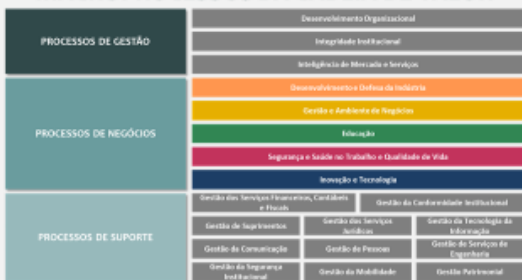 PROCESSOS DE GESTÃO
Desenvolvimento Organizacional
Integridade Institucional
Inteligência de Mercado e Serviços
PROCESSOS DE NEGÓCIOS
Desenvolvimento e Defesa da Indústria
Gestão e Ambiente de Negócios
Educação
Segurança e Saúde no Trabalho e Qualidade de Vida
Inovação e Tecnologia
PROCESSOS DE SUPORTE
Gestão dos Serviços Financeiros, Contábeis
e Fiscais
Gestão da Conformidade Institucional
Gestão de Suprimentos
Gestão dos Serviços
Jurídicos
Gestão da Tecnologia da
Informação
Gestão da Comunicação
Gestão de Pessoas
Gestão de Serviços de
Engenharia
Gestão da Segurança
Institucional
Gestão da Mobilidade
Gestão Patrimonial